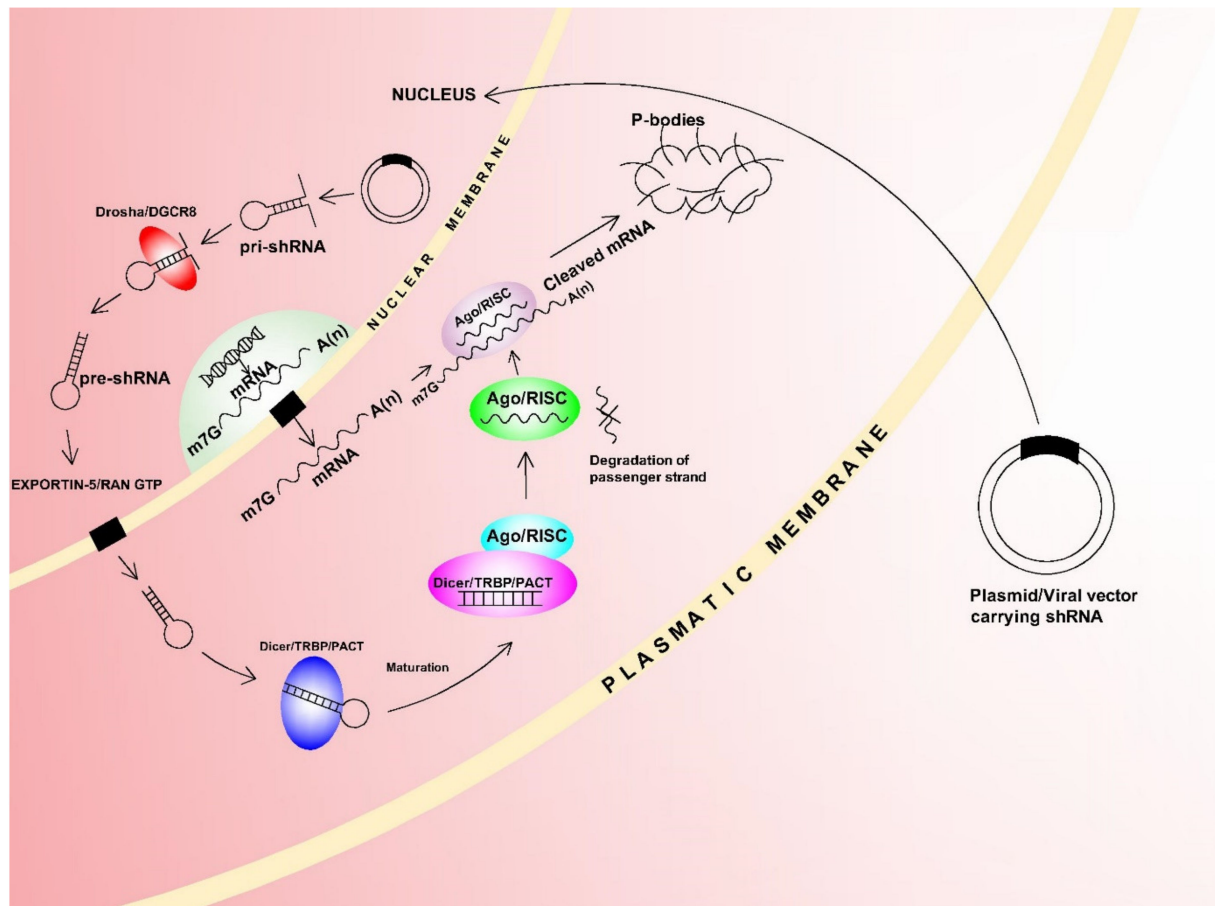 NUCLEUS
P-bodies
Drosha/DGCR8
pri-shRNA
NUCLEAR MEMBRANE
Cleaved mRNA
Ago/RISC
A(n)
m7G
pre-shRNA
mRNA
A(n)
m7G
A(n)
mRNA
m7G
Ago/RISC
Degradation of
passenger strand
EXPORTIN-5/RAN GTP
Ago/RISC
Dicer/TRBP/PACT
Dicer/TRBP/PACT
Maturation
PLASMATIC MEMBRANE
Plasmid/Viral vector
carrying shRNA